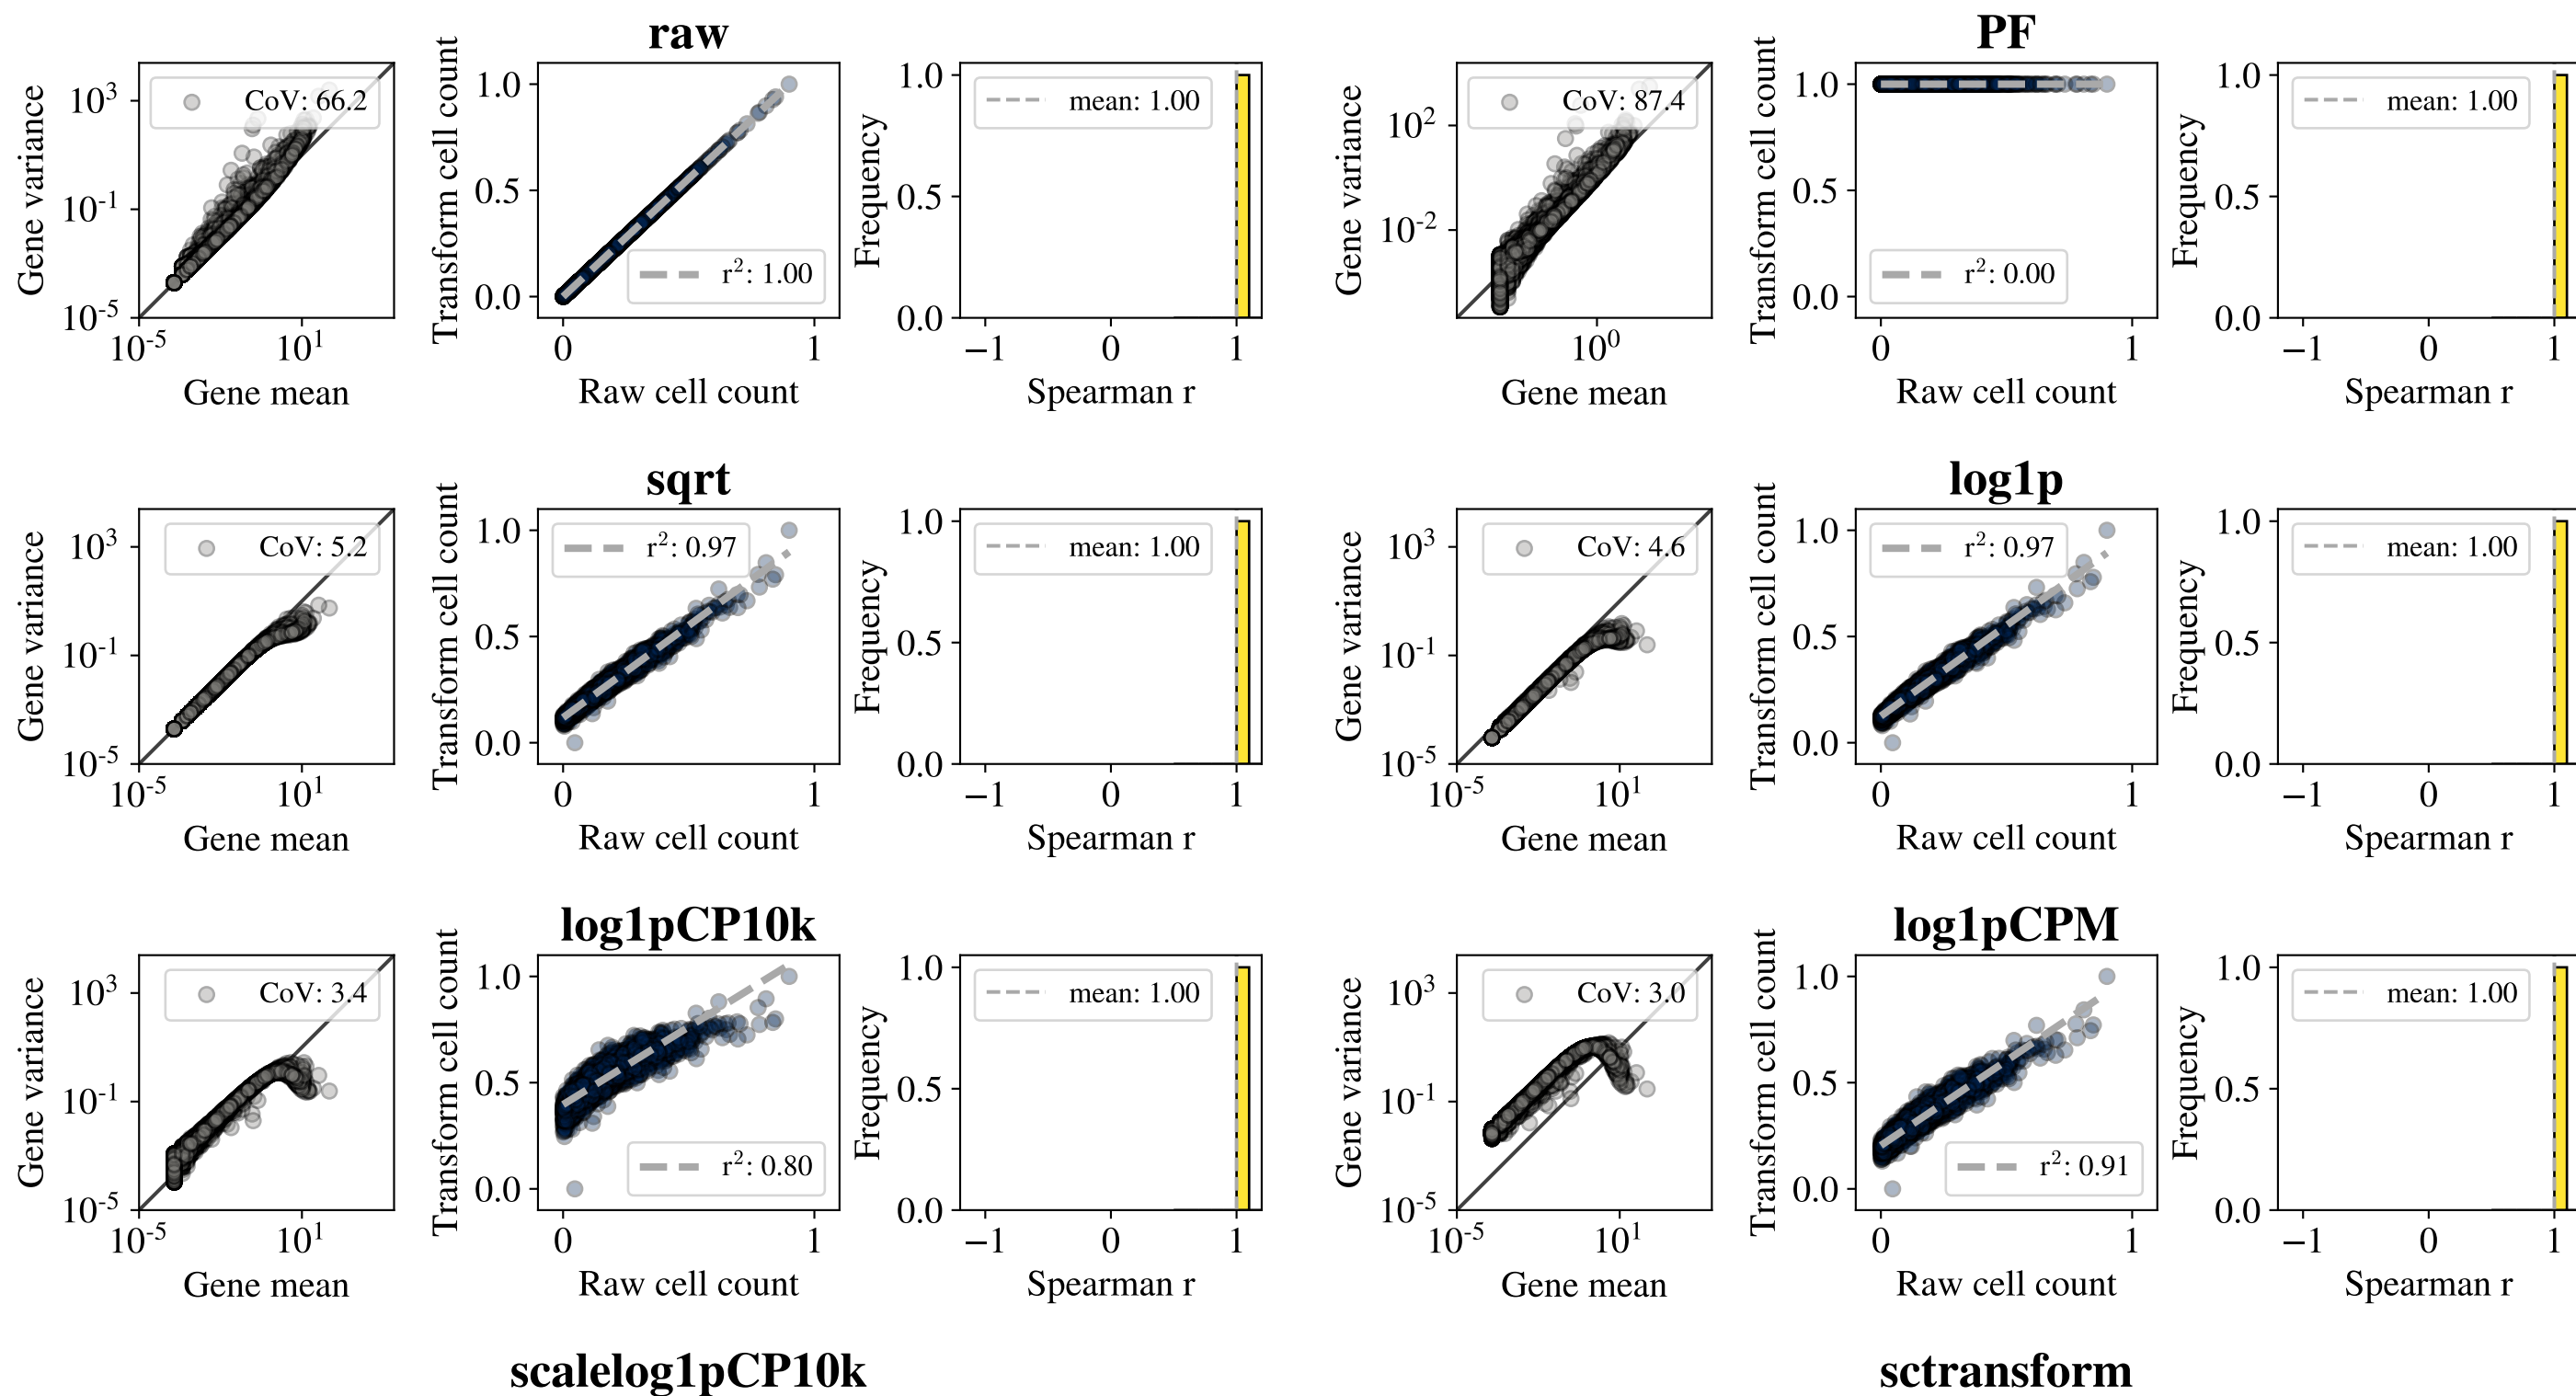 raw
Gene variance
10³
10⁻¹
10⁻⁵
CoV: 66.2
10⁻⁵
10¹
Gene mean
Transform cell count
1.0
0.5
0.0
r²: 1.00
0
1
Raw cell count
Frequency
1.0
0.5
0.0
mean: 1.00
−1
0
1
Spearman r
PF
Gene variance
10²
10⁻²
CoV: 87.4
10⁰
Gene mean
Transform cell count
1.0
0.5
0.0
r²: 0.00
0
1
Raw cell count
Frequency
1.0
0.5
0.0
mean: 1.00
−1
0
1
Spearman r
sqrt
Gene variance
10³
10⁻¹
10⁻⁵
CoV: 5.2
10⁻⁵
10¹
Gene mean
Transform cell count
1.0
0.5
0.0
r²: 0.97
0
1
Raw cell count
Frequency
1.0
0.5
0.0
mean: 1.00
−1
0
1
Spearman r
log1p
Gene variance
10³
10⁻¹
10⁻⁵
CoV: 4.6
10⁻⁵
10¹
Gene mean
Transform cell count
1.0
0.5
0.0
r²: 0.97
0
1
Raw cell count
Frequency
1.0
0.5
0.0
mean: 1.00
−1
0
1
Spearman r
log1pCP10k
Gene variance
10³
10⁻¹
10⁻⁵
CoV: 3.4
10⁻⁵
10¹
Gene mean
Transform cell count
1.0
0.5
0.0
r²: 0.80
0
1
Raw cell count
Frequency
1.0
0.5
0.0
mean: 1.00
−1
0
1
Spearman r
log1pCPM
Gene variance
10³
10⁻¹
10⁻⁵
CoV: 3.0
10⁻⁵
10¹
Gene mean
Transform cell count
1.0
0.5
0.0
r²: 0.91
0
1
Raw cell count
Frequency
1.0
0.5
0.0
mean: 1.00
−1
0
1
Spearman r
scalelog1pCP10k
sctransform